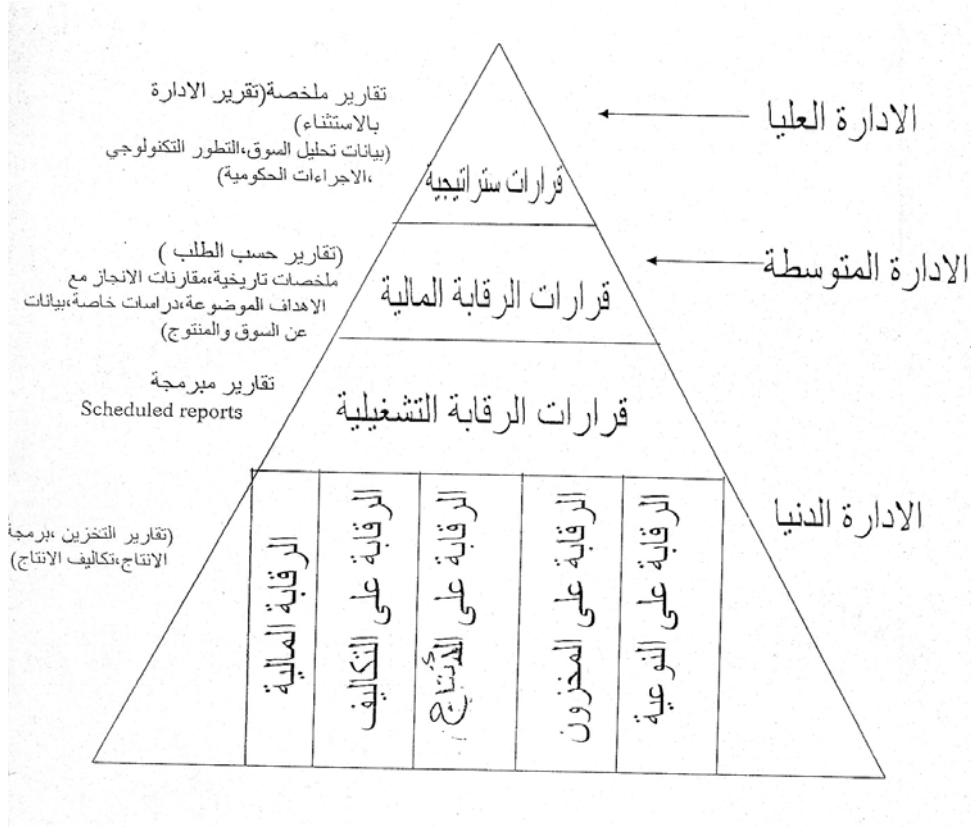 الادارة العليا
تقارير ملخصة(تقرير الادارة
بالاستثناء)
(بيانات تحليل السوق،التطور التكنولوجي
،الاجراءات الحكومية)
قرارات ستراتيجية
الادارة المتوسطة
(تقارير حسب الطلب )
ملخصات تاريخية،مقارنات الانجاز مع
الاهداف الموضوعة،دراسات خاصة،بيانات
عن السوق والمنتوج)
قرارات الرقابة المالية
تقارير مبرمجة
Scheduled reports
قرارات الرقابة التشغيلية
الادارة الدنيا
(تقارير التخزين ،برمجة
الانتاج،تكاليف الانتاج)
الرقابة على النوعية
الرقابة على المخزون
الرقابة على الانتاج
الرقابة على التكاليف
الرقابة المالية